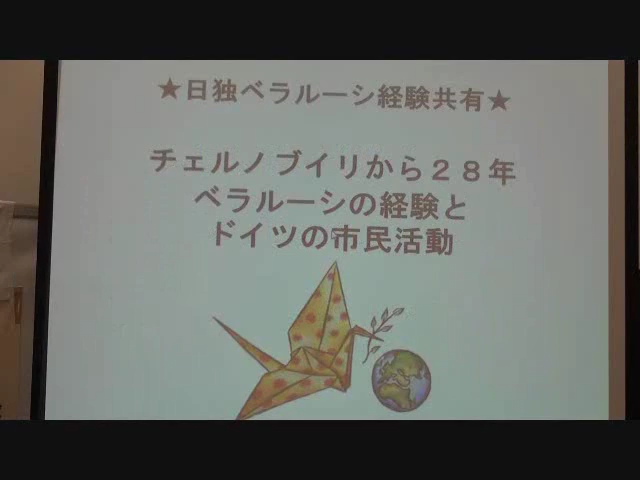 ★日独ベラルーシ経験共有★
チェルノブイリから２８年
ベラルーシの経験と
ドイツの市民活動